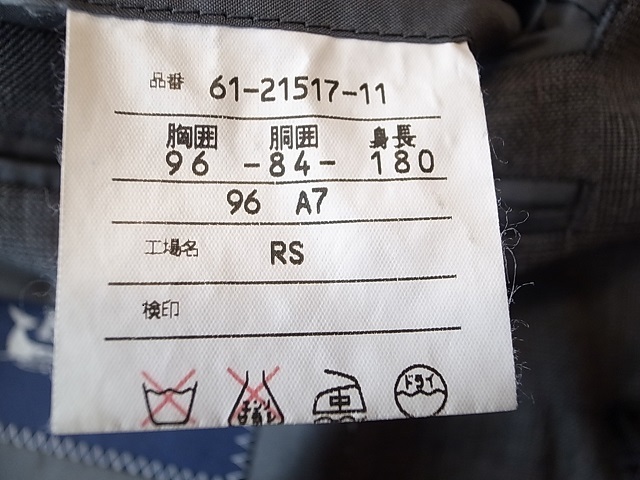 品番 61-21517-11
胸囲 胴囲 身長
96 -84- 180
96 A7
工場名 RS
検印
中 ドライ